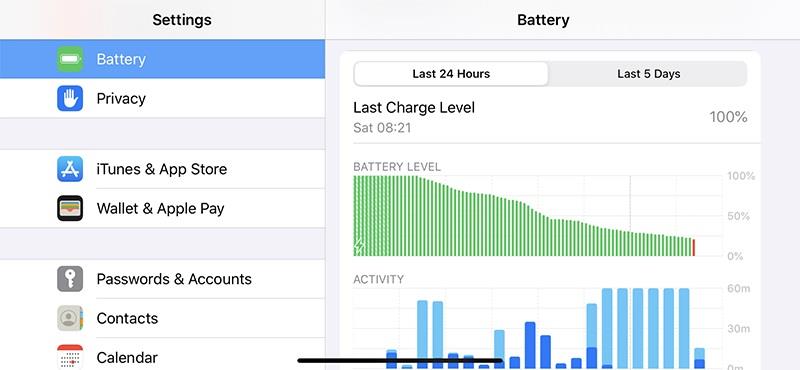 Settings
Battery
Privacy
iTunes & App Store
Wallet & Apple Pay
Passwords & Accounts
Contacts
Calendar
Battery
Last 24 Hours
Last 5 Days
Last Charge Level
Sat 08:21
100%
BATTERY LEVEL
100%
50%
0%
ACTIVITY
60m
30m
0m